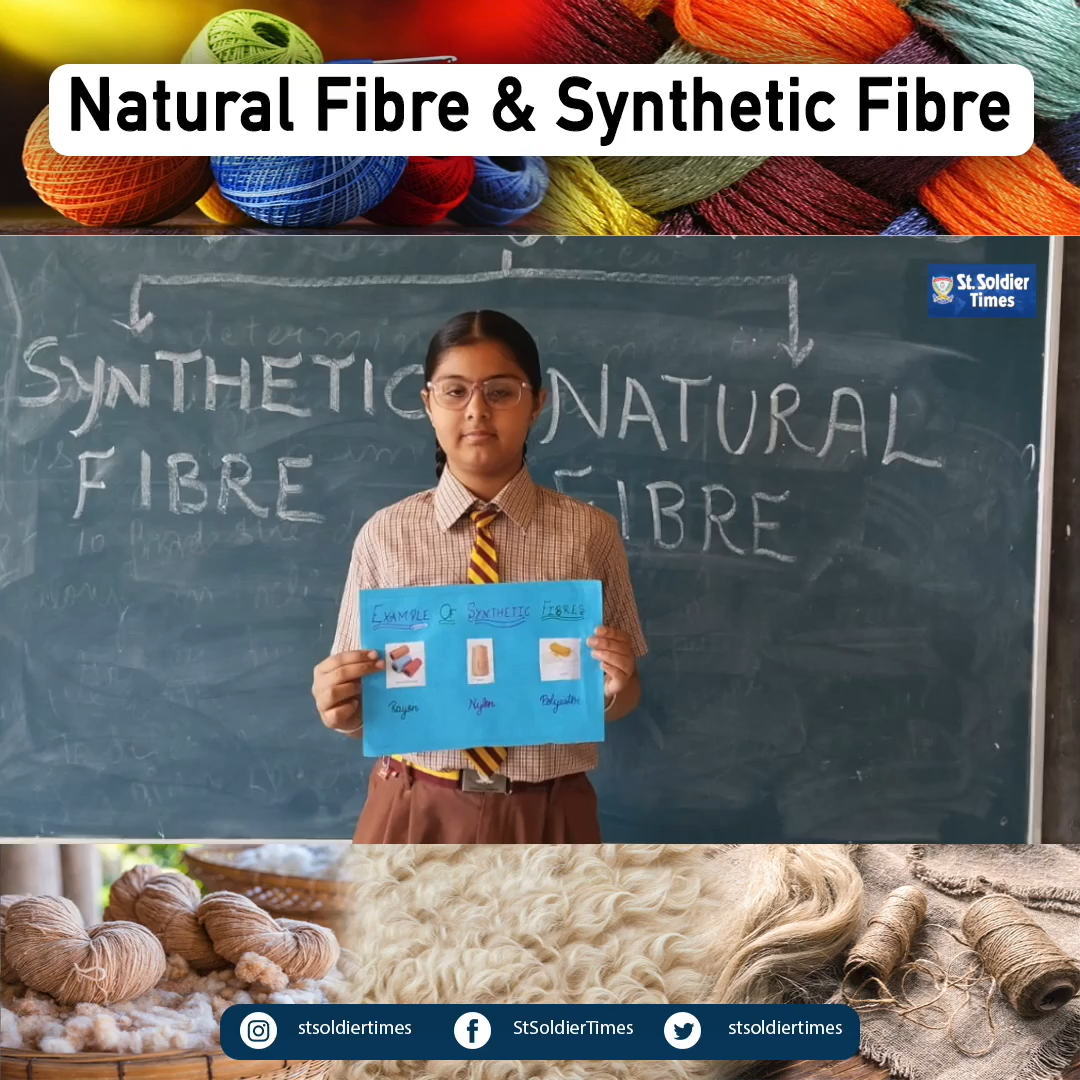 Natural Fibre & Synthetic Fibre
St. Soldier
Times
SYNTHETIC
FIBRE
NATURAL
FIBRE
EXAMPLE OF SYNTHETIC FIBRES
Rayon
Nylon
Polyester
stsoldiertimes
StSoldierTimes
stsoldiertimes